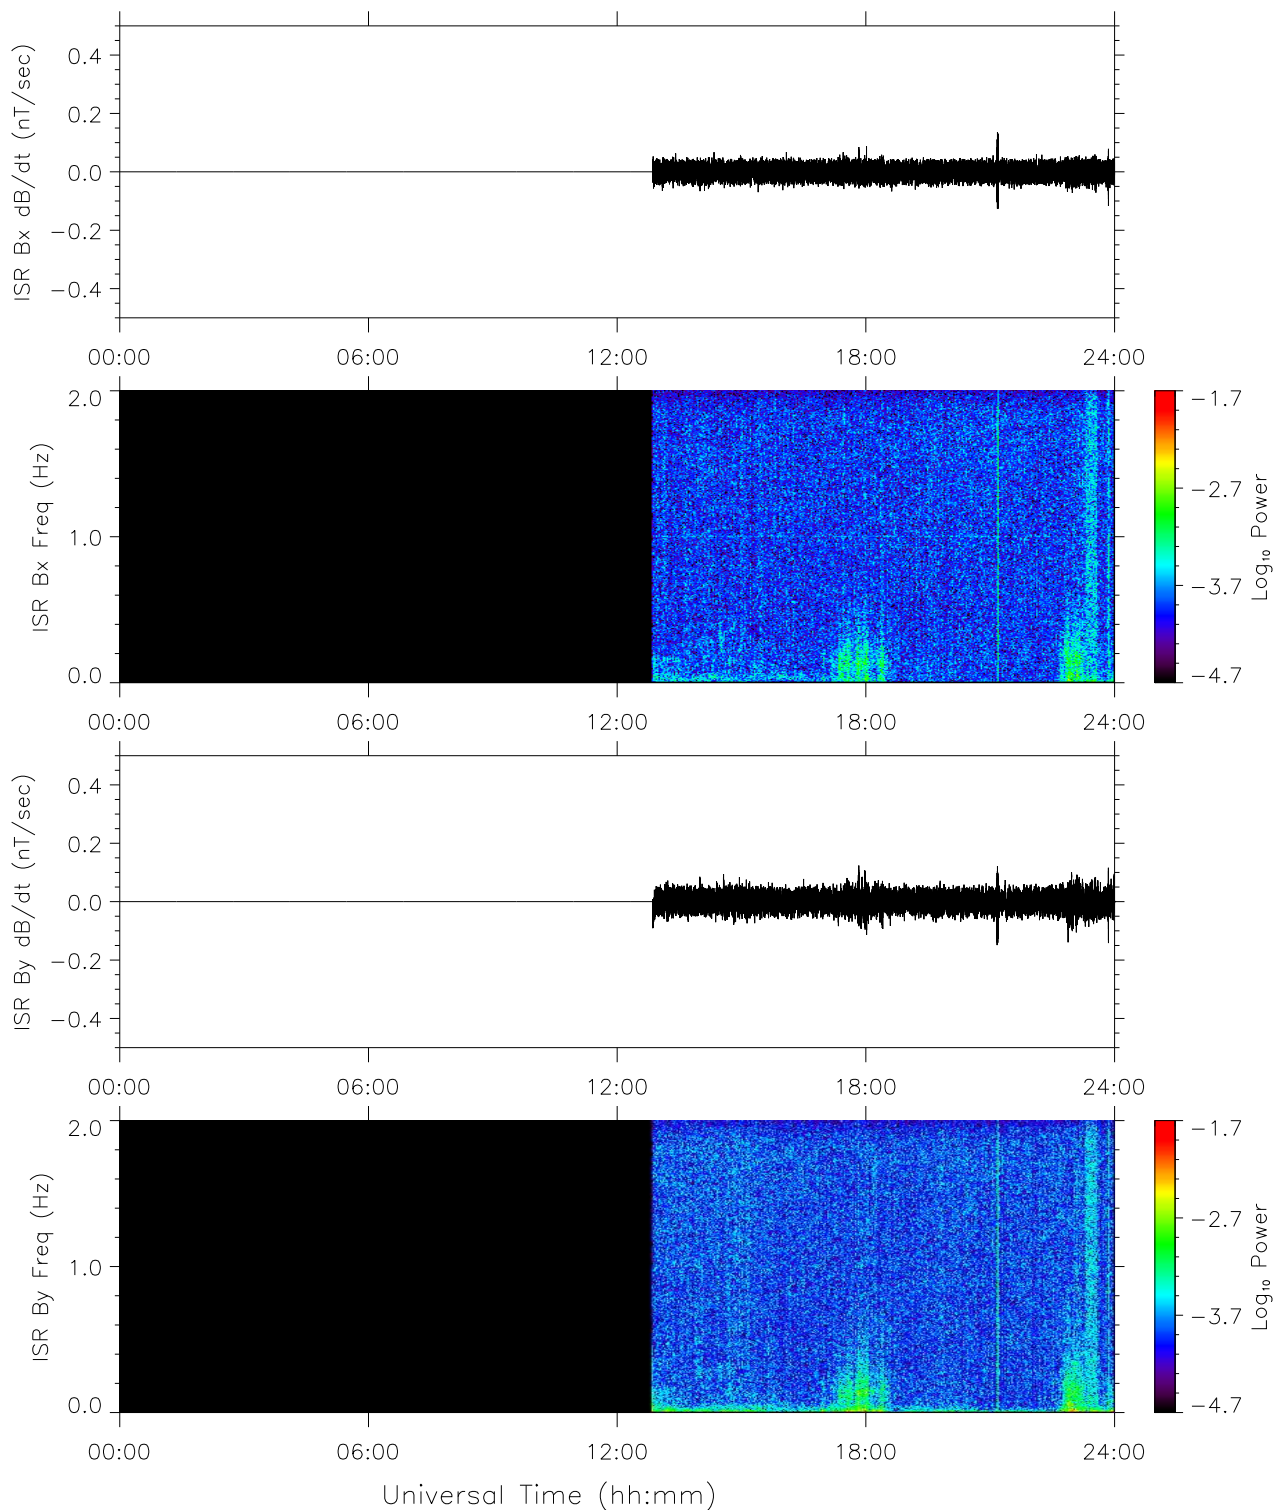 ISR Bx dB/dt (nT/sec)
0.4
0.2
0.0
−0.2
−0.4
00:00 06:00 12:00 18:00 24:00
ISR Bx Freq (Hz)
2.0
1.0
0.0
−1.7
−2.7
−3.7
−4.7
Log₁₀ Power
00:00 06:00 12:00 18:00 24:00
ISR By dB/dt (nT/sec)
0.4
0.2
0.0
−0.2
−0.4
00:00 06:00 12:00 18:00 24:00
ISR By Freq (Hz)
2.0
1.0
0.0
−1.7
−2.7
−3.7
−4.7
Log₁₀ Power
00:00 06:00 12:00 18:00 24:00
Universal Time (hh:mm)